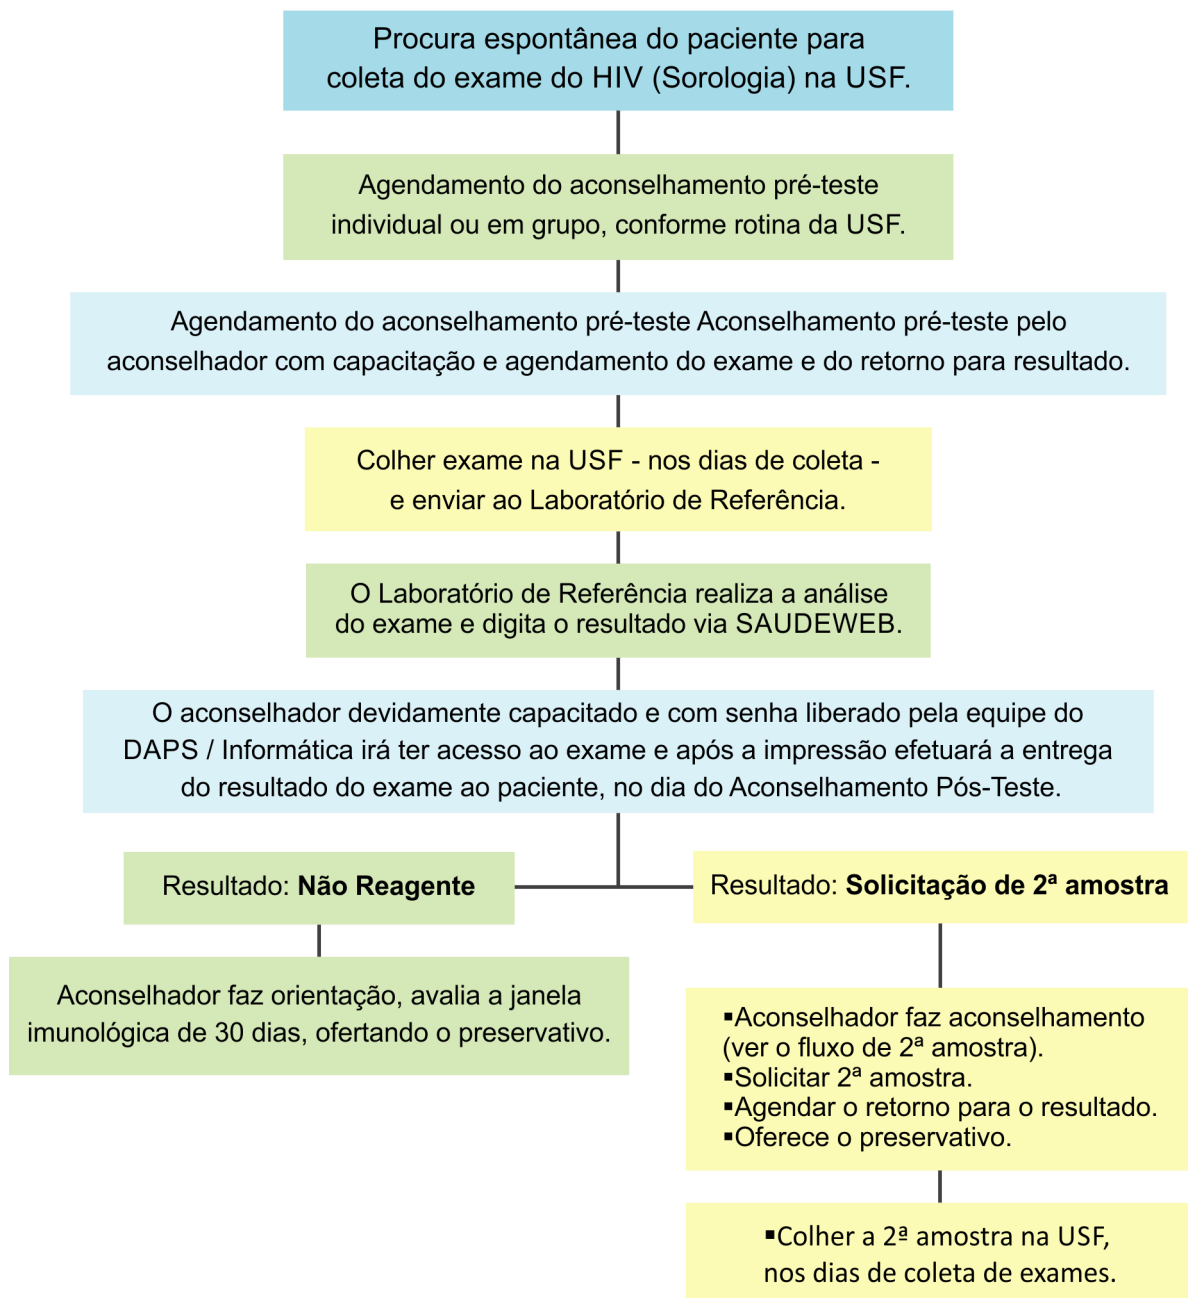 Procura espontânea do paciente para
coleta do exame do HIV (Sorologia) na USF.
Agendamento do aconselhamento pré-teste
individual ou em grupo, conforme rotina da USF.
Agendamento do aconselhamento pré-teste Aconselhamento pré-teste pelo
aconselhador com capacitação e agendamento do exame e do retorno para resultado.
Colher exame na USF - nos dias de coleta -
e enviar ao Laboratório de Referência.
O Laboratório de Referência realiza a análise
do exame e digita o resultado via SAUDEWEB.
O aconselhador devidamente capacitado e com senha liberado pela equipe do
DAPS / Informática irá ter acesso ao exame e após a impressão efetuará a entrega
do resultado do exame ao paciente, no dia do Aconselhamento Pós-Teste.
Resultado: Não Reagente
Aconselhador faz orientação, avalia a janela
imunológica de 30 dias, ofertando o preservativo.
Resultado: Solicitação de 2ª amostra
▪Aconselhador faz aconselhamento
(ver o fluxo de 2ª amostra).
▪Solicitar 2ª amostra.
▪Agendar o retorno para o resultado.
▪Oferece o preservativo.
▪Colher a 2ª amostra na USF,
nos dias de coleta de exames.